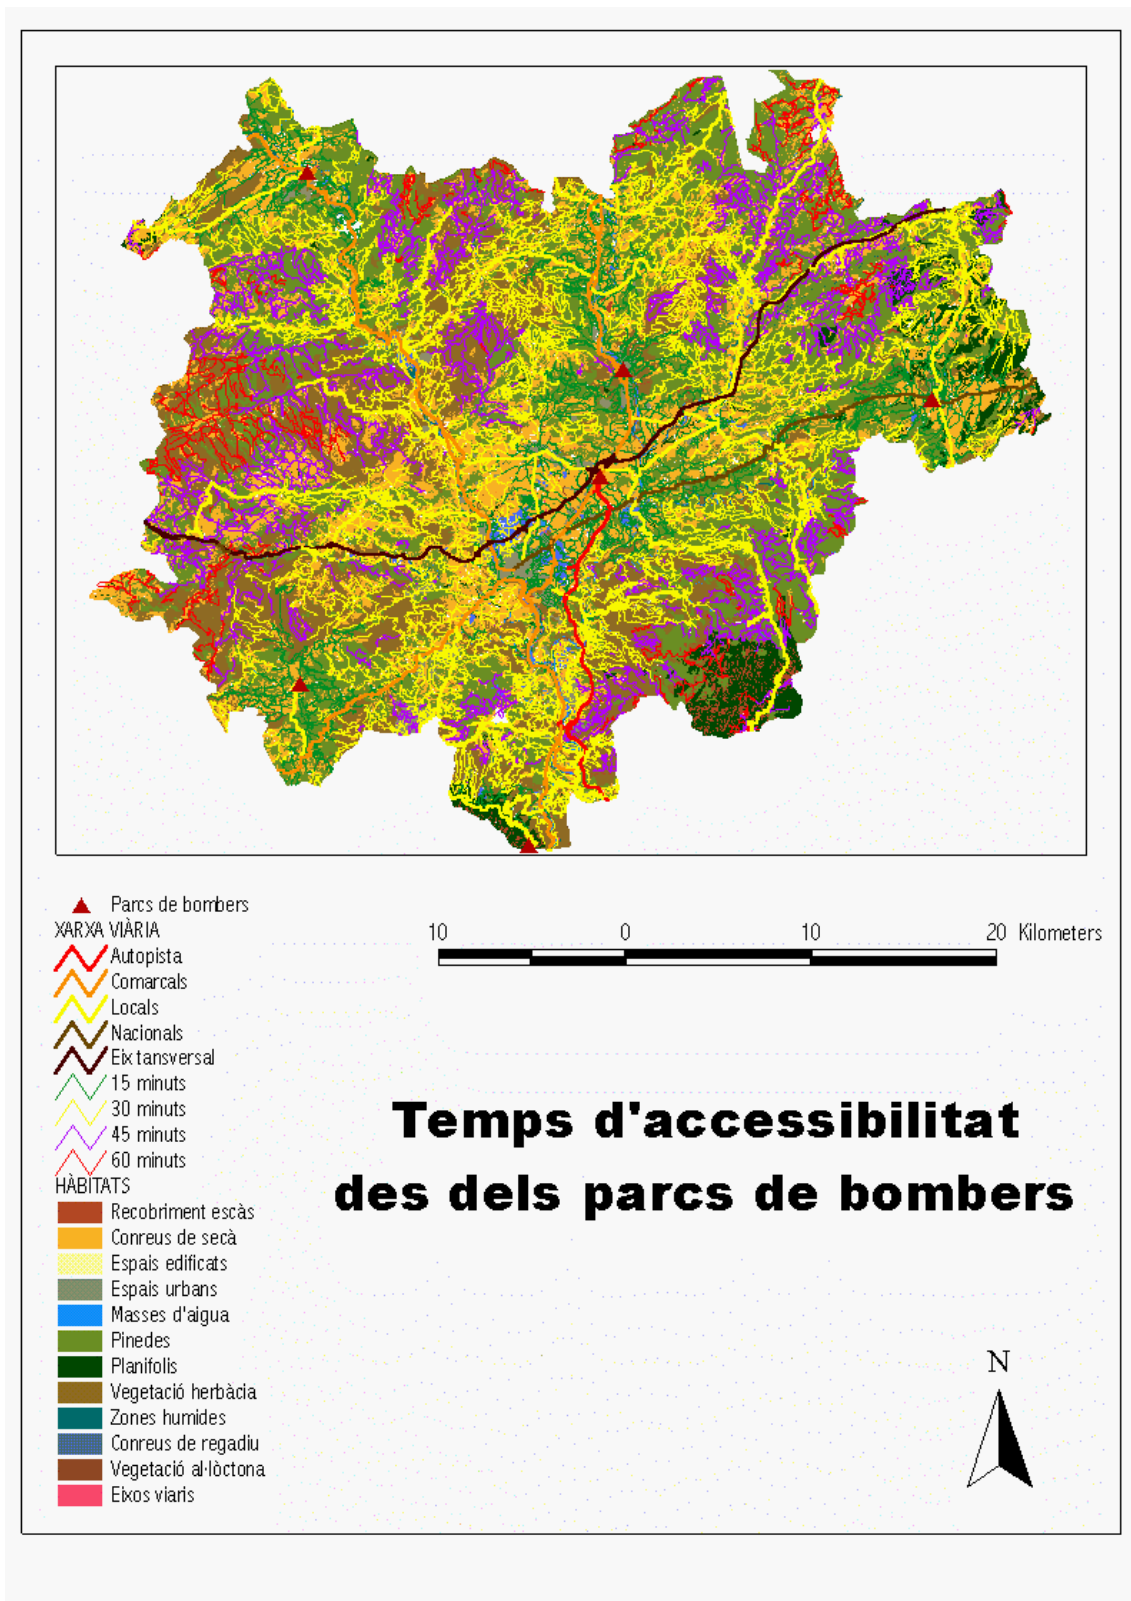 Parcs de bombers
XARXA VIÀRIA
Autopista
Comarcals
Locals
Nacionals
Eix tansversal
15 minuts
30 minuts
45 minuts
60 minuts
HÀBITATS
Recobriment escàs
Conreus de secà
Espais edificats
Espais urbans
Masses d'aigua
Pinedes
Planifolis
Vegetació herbàcia
Zones humides
Conreus de regadiu
Vegetació al·lòctona
Eixos viaris
10 0 10 20 Kilometers
Temps d'accessibilitat
des dels parcs de bombers
N